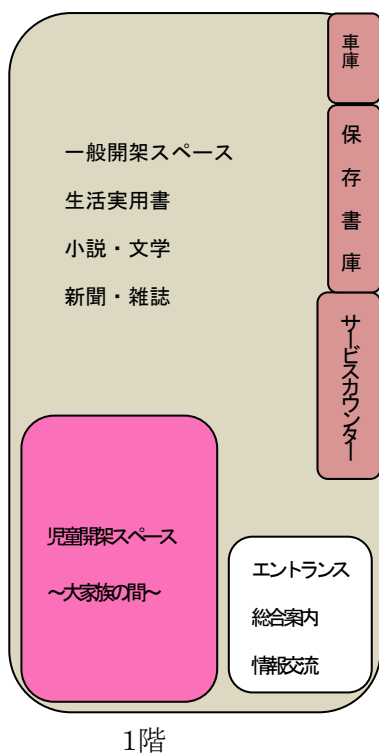 車庫
保存書庫
一般開架スペース
生活実用書
小説・文学
新聞・雑誌
サービスカウンター
児童開架スペース
～大家族の間～
エントランス
総合案内
情報交流
1階